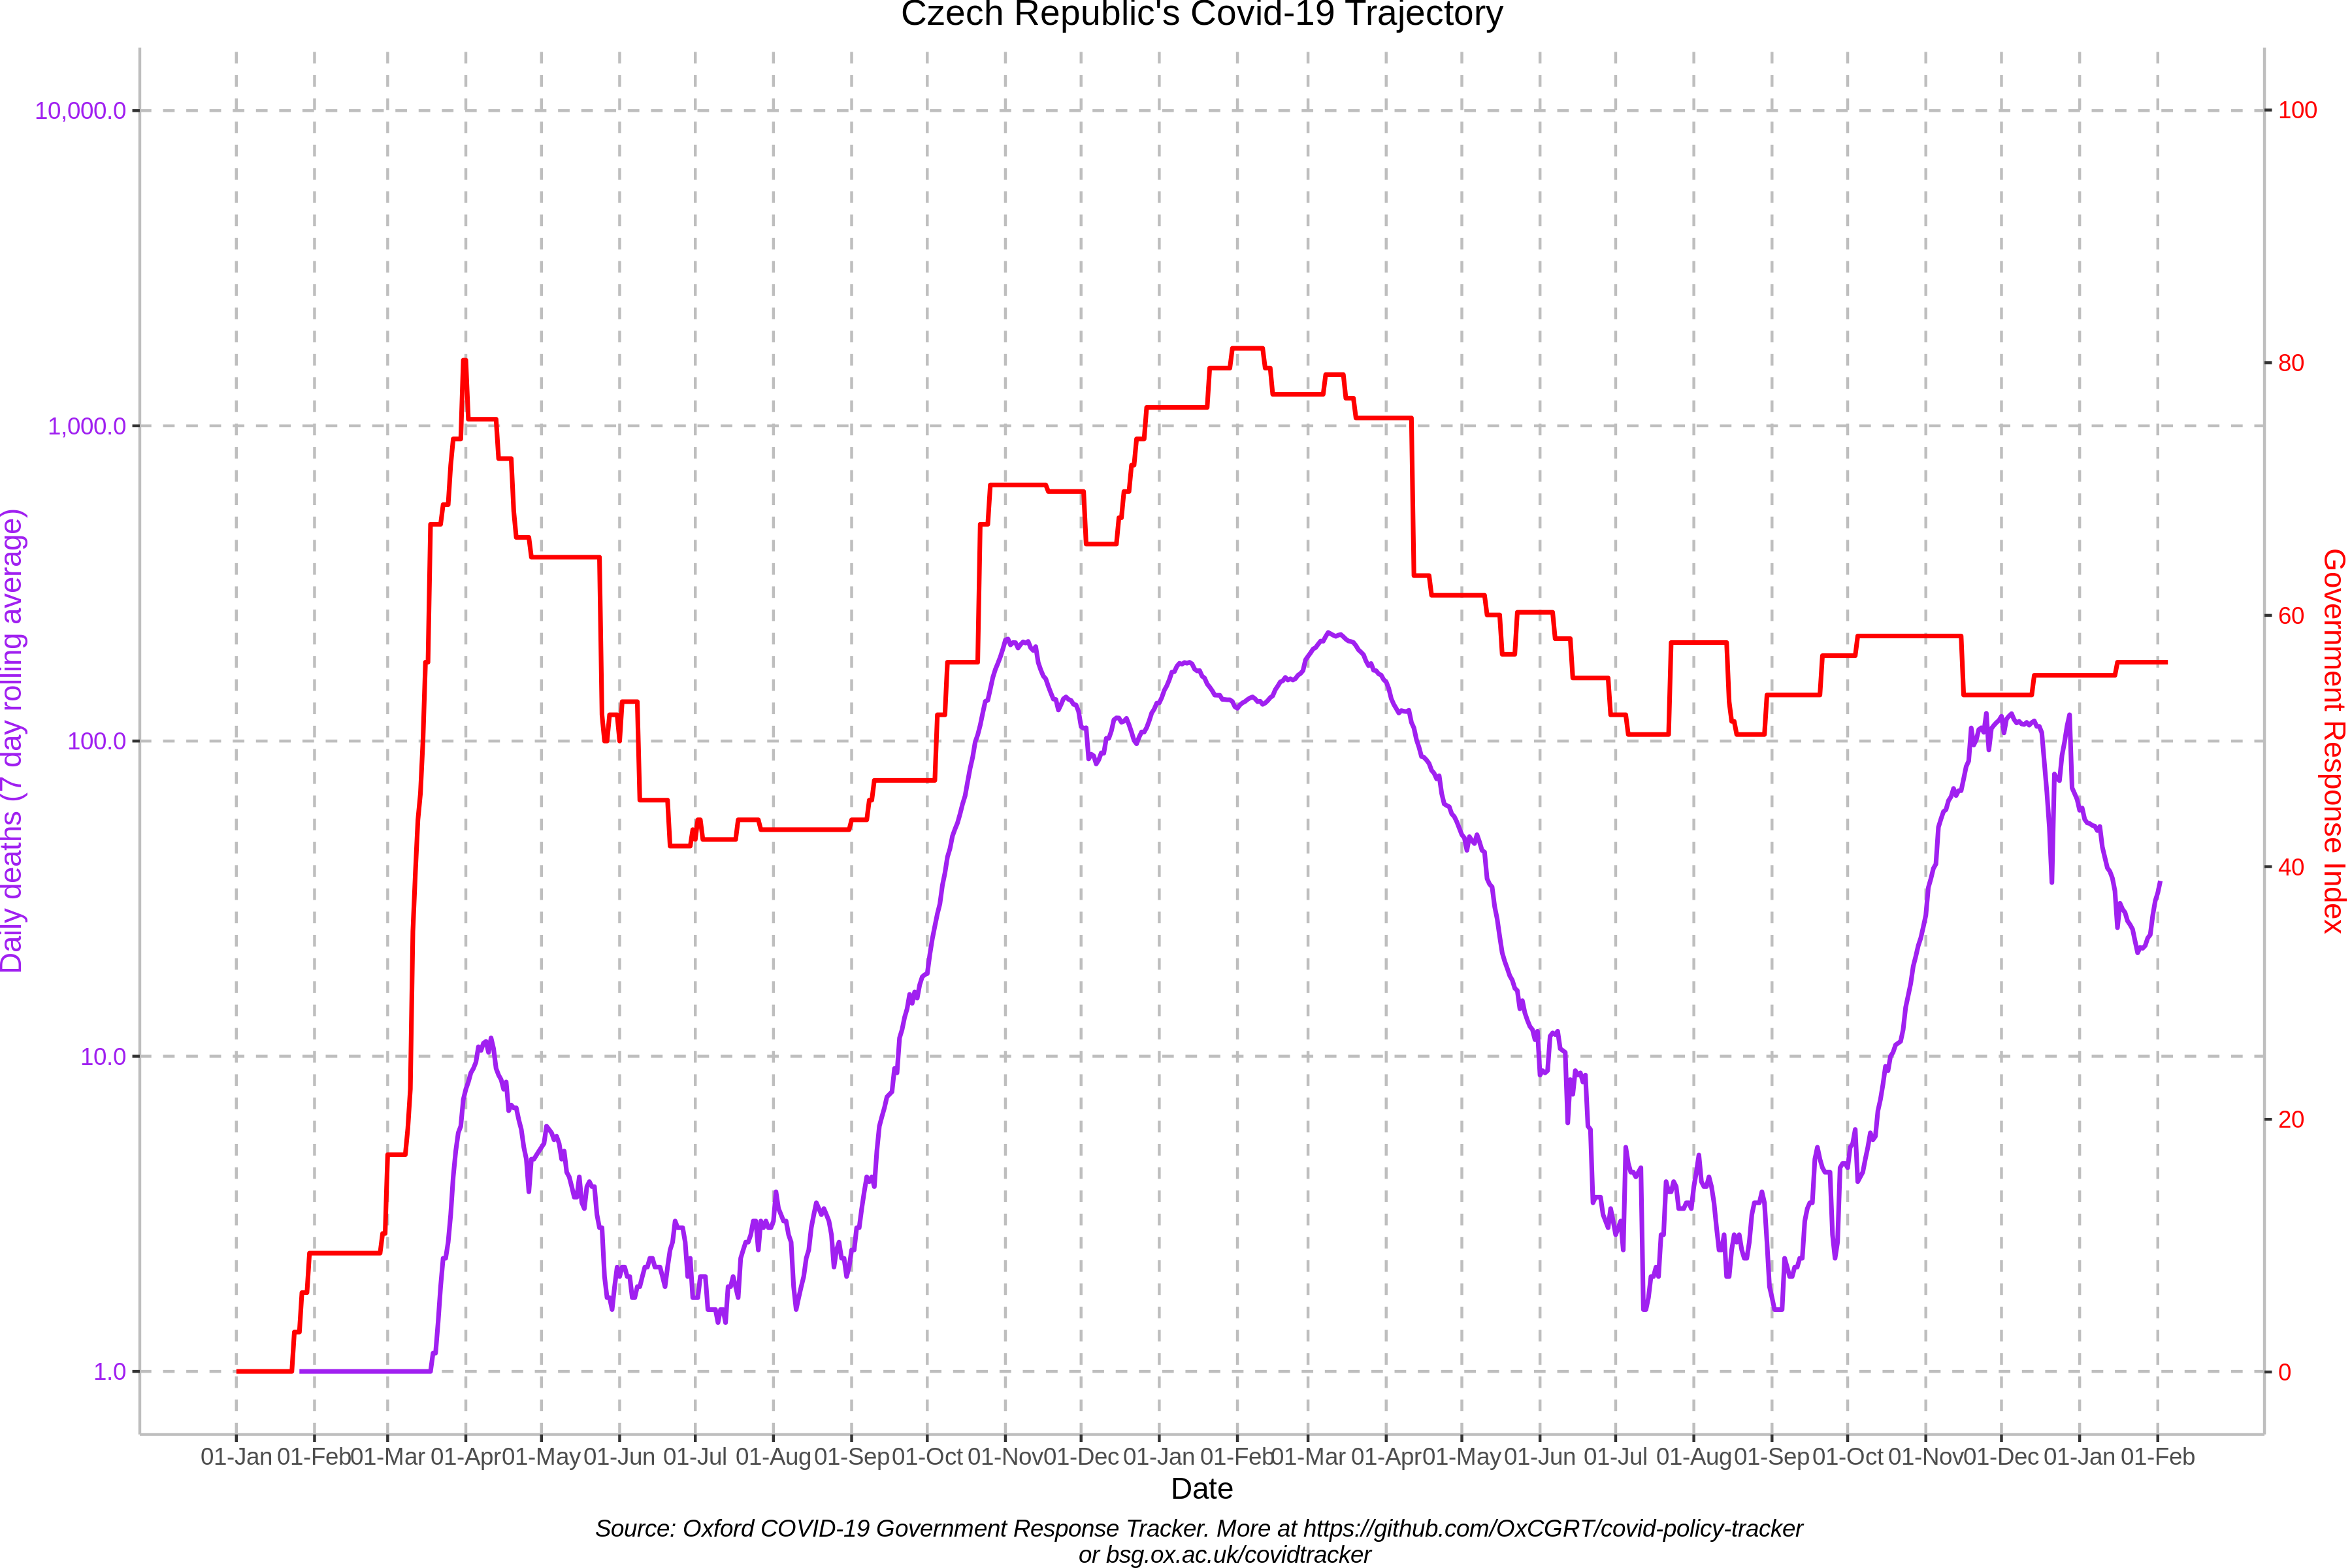 Czech Republic's Covid-19 Trajectory
Daily deaths (7 day rolling average)
10,000.0
1,000.0
100.0
10.0
1.0
100
80
60
40
20
0
Government Response Index
01-Jan 01-Feb 01-Mar 01-Apr 01-May 01-Jun 01-Jul 01-Aug 01-Sep 01-Oct 01-Nov 01-Dec 01-Jan 01-Feb 01-Mar 01-Apr 01-May 01-Jun 01-Jul 01-Aug 01-Sep 01-Oct 01-Nov 01-Dec 01-Jan 01-Feb
Date
Source: Oxford COVID-19 Government Response Tracker. More at https://github.com/OxCGRT/covid-policy-tracker
or bsg.ox.ac.uk/covidtracker